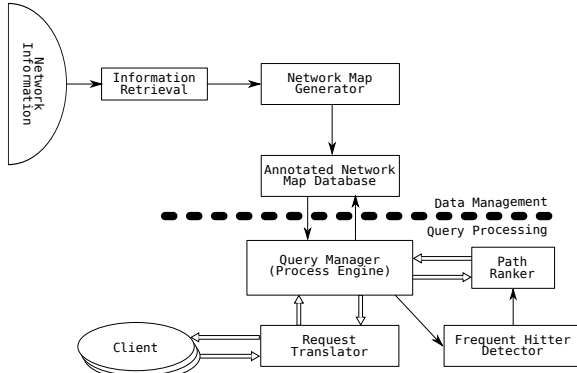 Network
Information
Information
Retrieval
Network Map
Generator
Annotated Network
Map Database
Data Management
Query Processing
Query Manager
(Process Engine)
Path
Ranker
Client
Request
Translator
Frequent Hitter
Detector